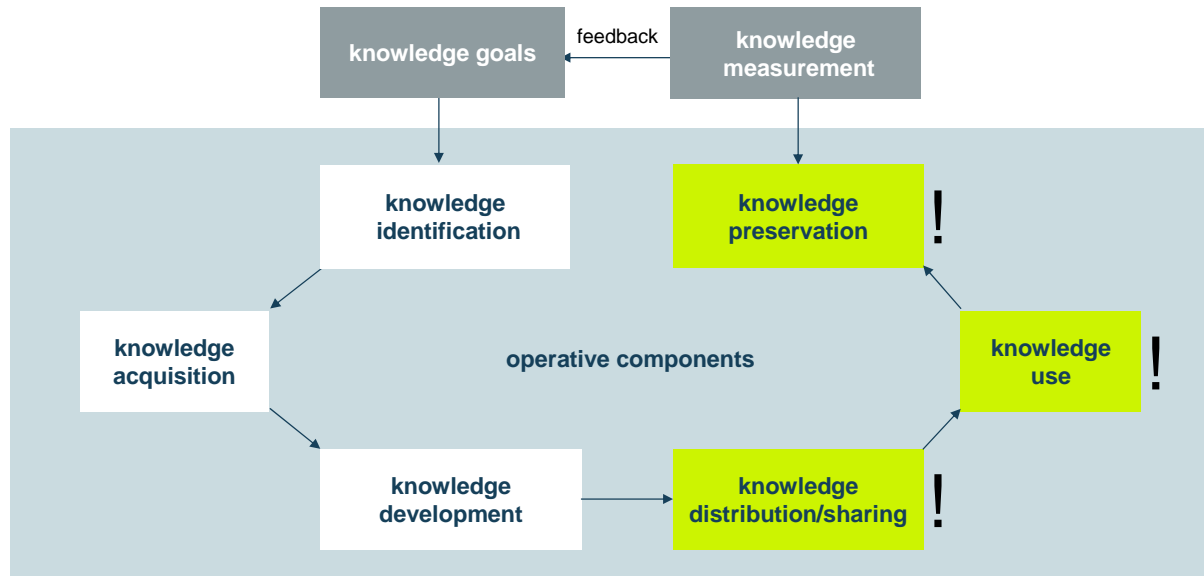 knowledge goals
feedback
knowledge
measurement
knowledge
identification
knowledge
preservation
!
knowledge
acquisition
operative components
knowledge
use
!
knowledge
development
knowledge
distribution/sharing
!